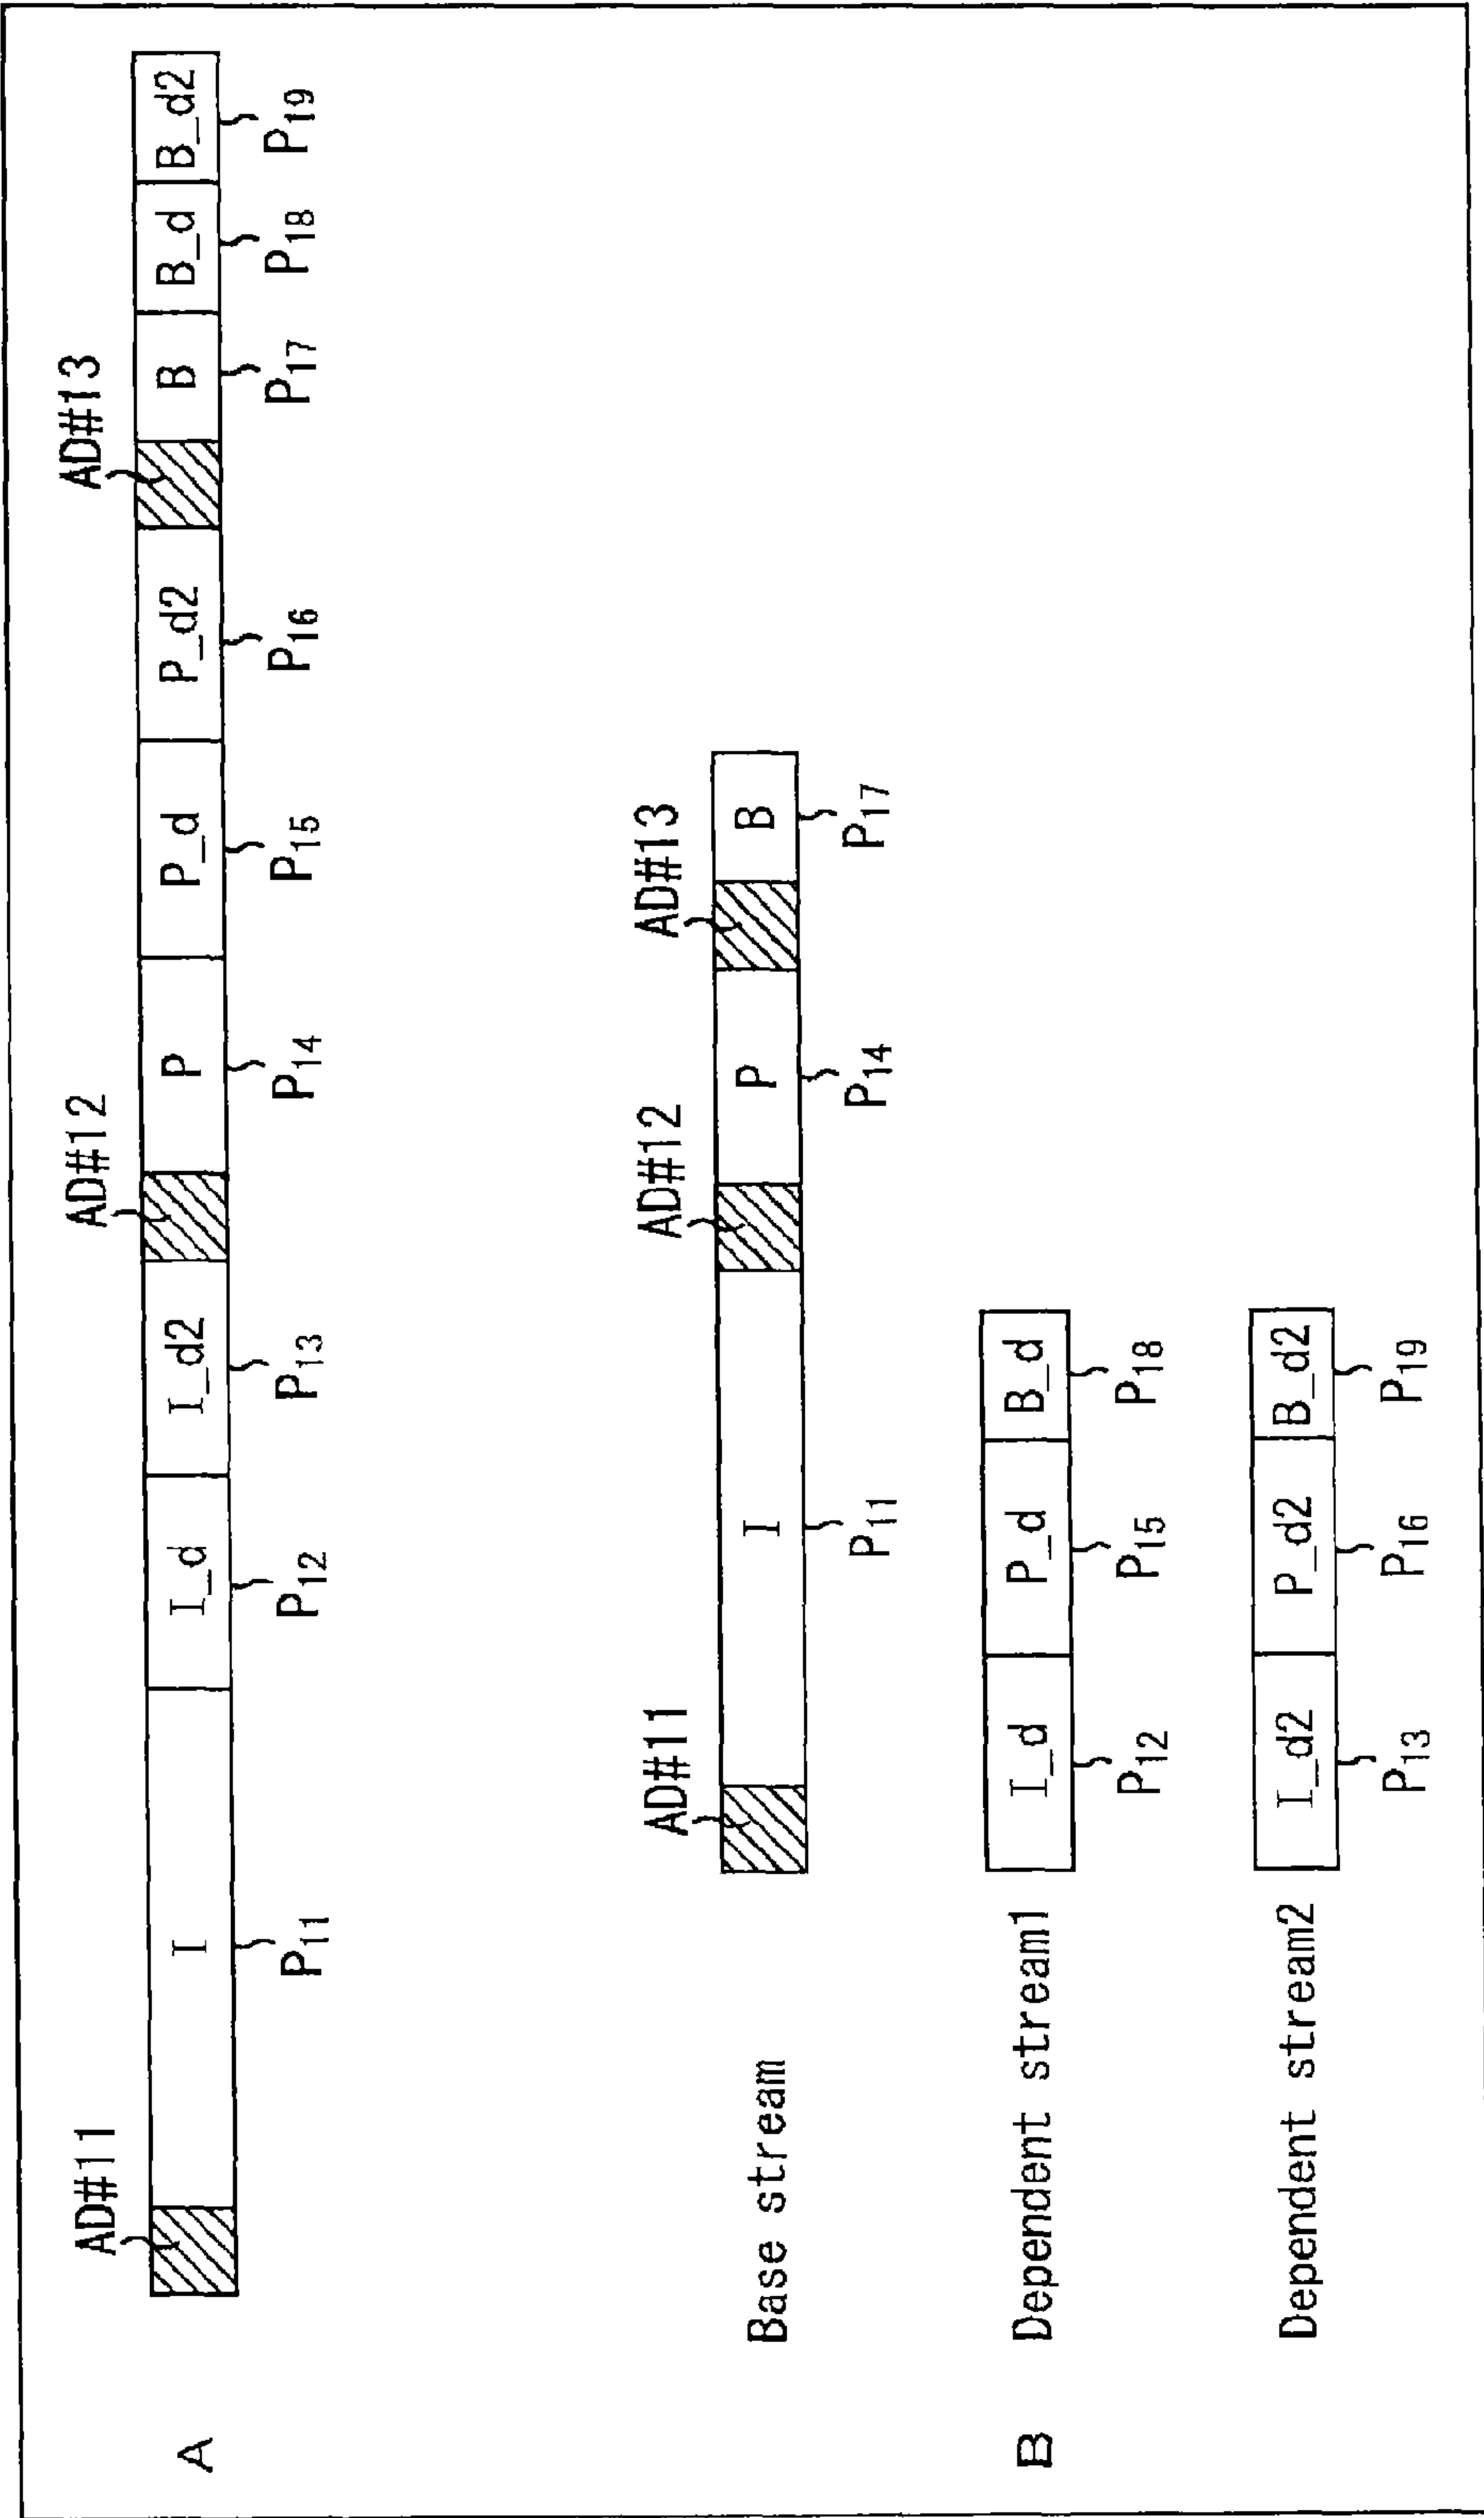 AD#11 AD#12 AD#13
A I I_d I_d2 P P_d P_d2 B B_d B_d2
P11 P12 P13 P14 P15 P16 P17 P18 P19
AD#11 AD#12 AD#13
Base stream I P B
P11 P14 P17
B Dependent stream1 I_d P_d B_d
P12 P15 P18
Dependent stream2 I_d2 P_d2 B_d2
P13 P16 P19